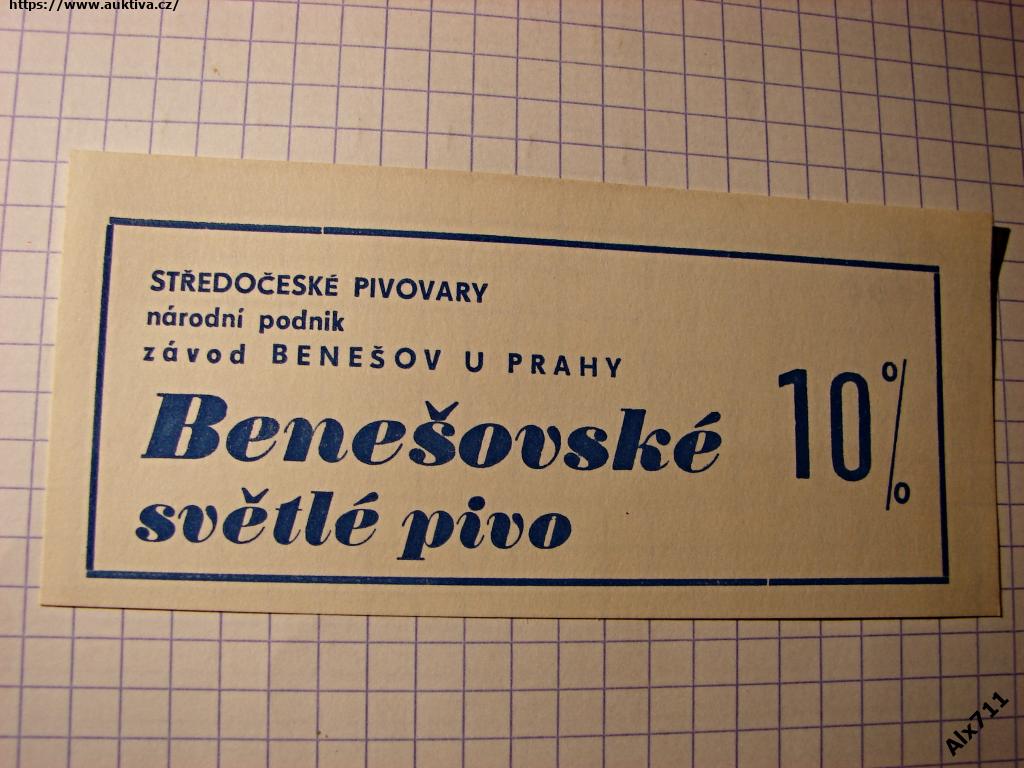 https://www.auktiva.cz/
STŘEDOČESKÉ PIVOVARY
národní podnik
závod BENEŠOV U PRAHY
Benešovské
světlé pivo
10%
Alx711